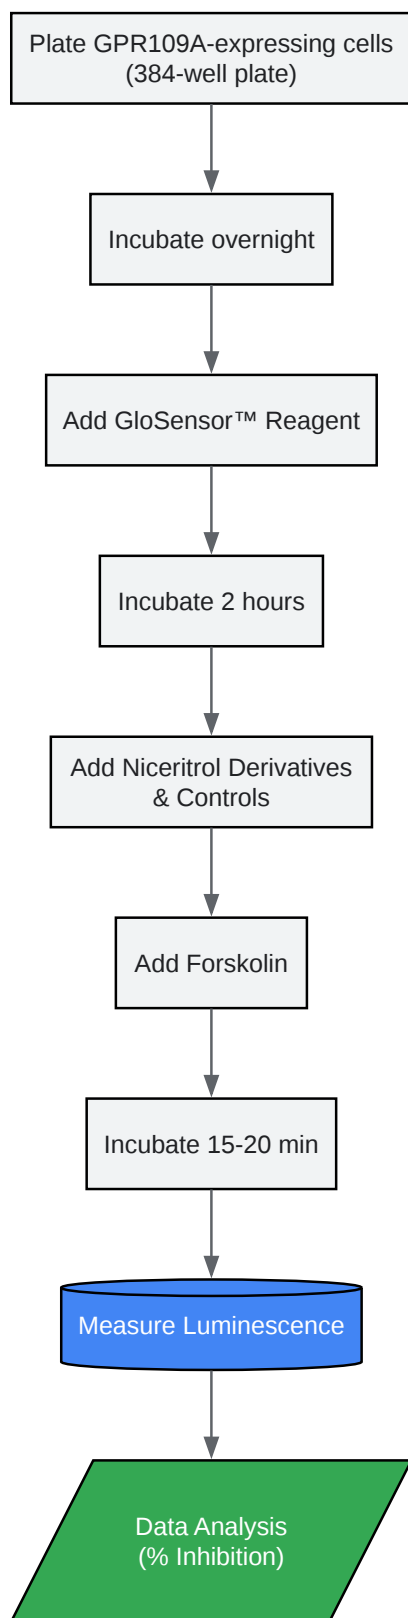 Plate GPR109A-expressing cells
(384-well plate)
Incubate overnight
Add GloSensor™ Reagent
Incubate 2 hours
Add Niceritrol Derivatives
& Controls
Add Forskolin
Incubate 15-20 min
Measure Luminescence
Data Analysis
(% Inhibition)